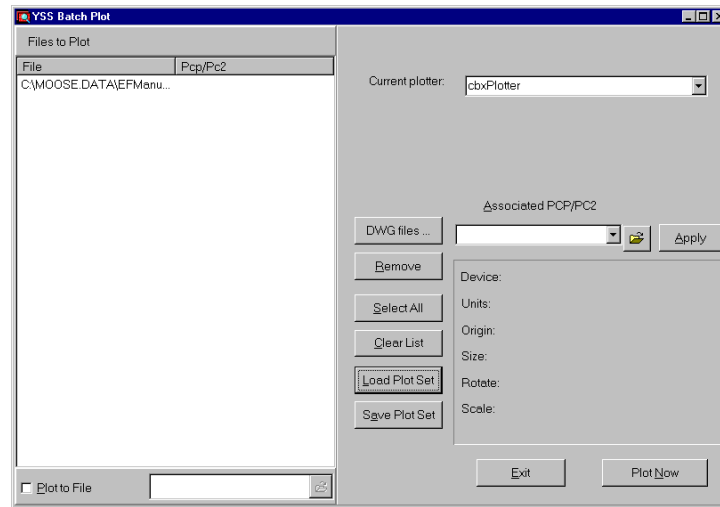 YSS Batch Plot
Files to Plot
File Pcp/Pc2
C:\MOOSE.DATA\EFManu...
Current plotter: cbxPlotter
Associated PCP/PC2
DWG files ...
Apply
Remove
Select All
Clear List
Load Plot Set
Save Plot Set
Device:
Units:
Origin:
Size:
Rotate:
Scale:
Plot to File
Exit
Plot Now